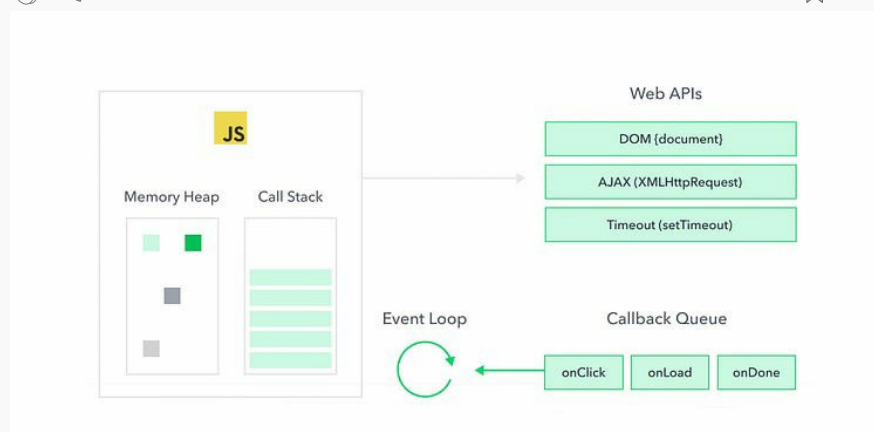 Web APIs
JS
DOM {document}
AJAX (XMLHttpRequest)
Memory Heap
Call Stack
Timeout (setTimeout)
Event Loop
Callback Queue
onClick
onLoad
onDone